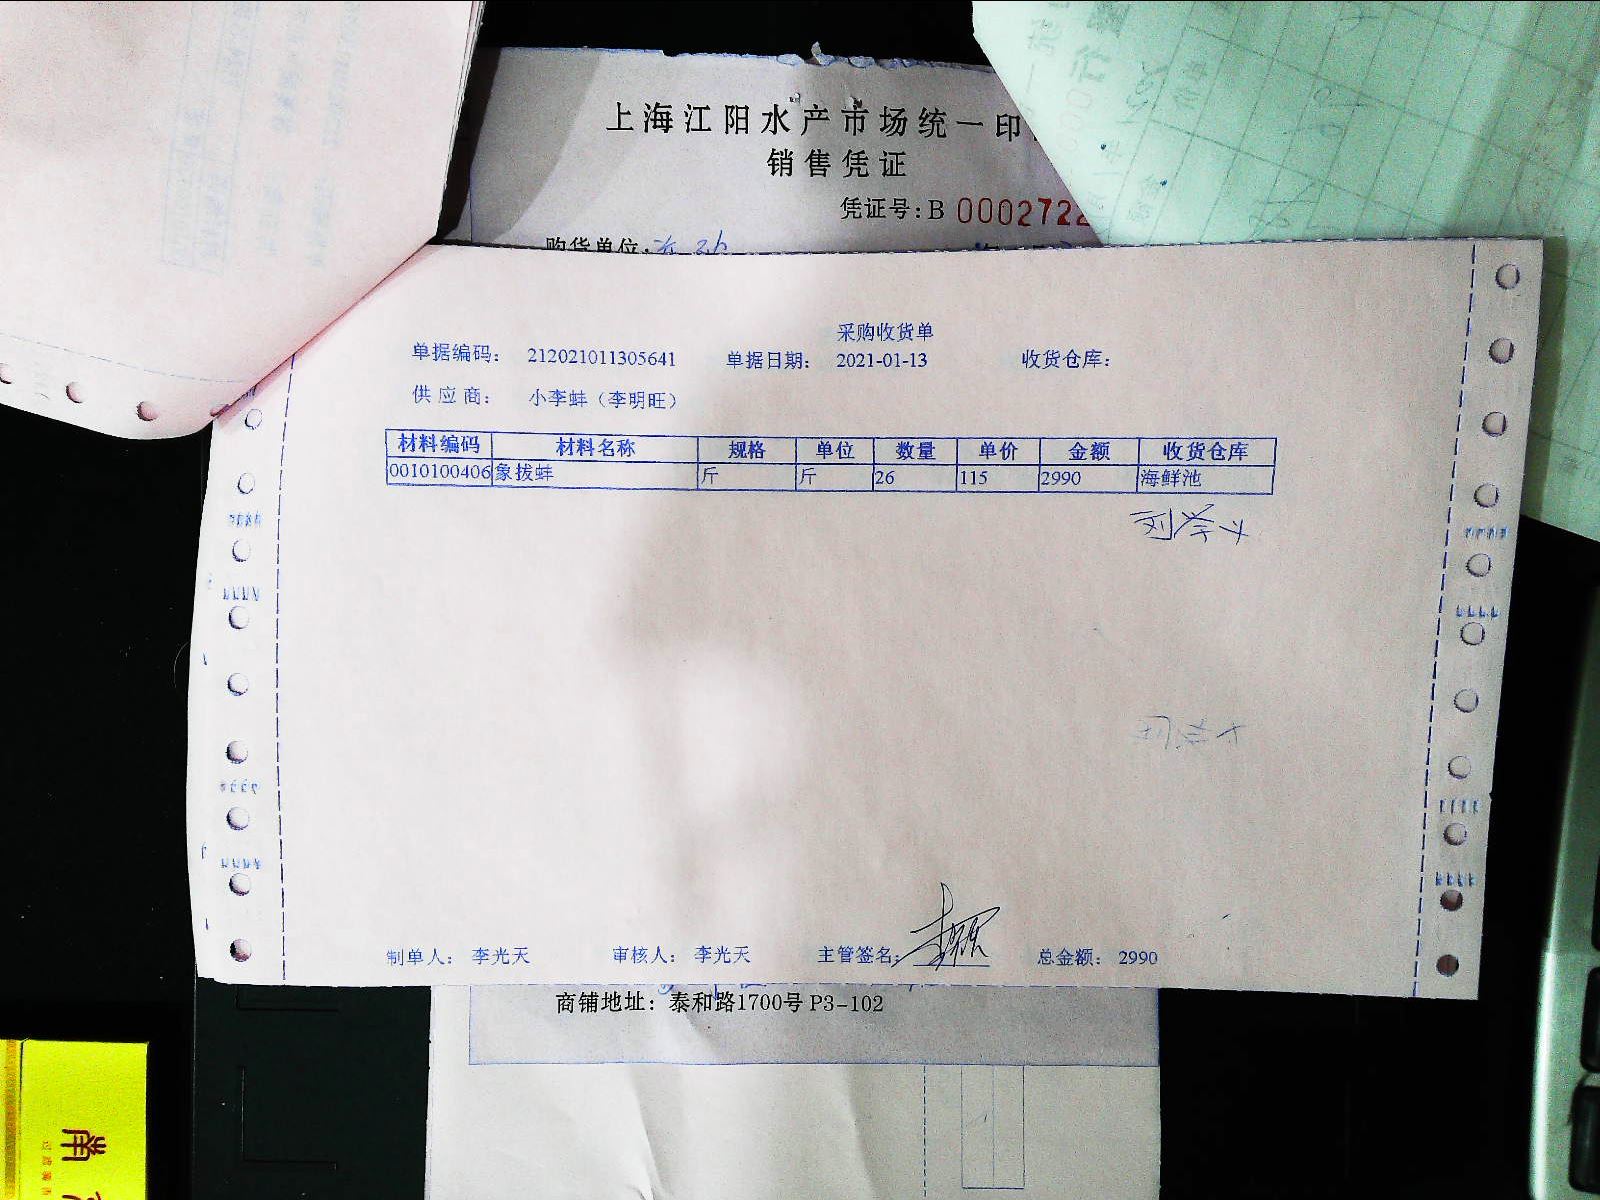 上海江阳水产市场统一印
销售凭证
凭证号:B 0002722
购货单位:
采购收货单
单据编码: 212021011305641 单据日期: 2021-01-13 收货仓库:
供应商: 小李蚌（李明旺）
材料编码 材料名称 规格 单位 数量 单价 金额 收货仓库
0010100406 象拔蚌 斤 斤 26 115 2990 海鲜池
制单人: 李光天 审核人: 李光天 主管签名: 总金额: 2990
商铺地址: 泰和路1700号 P3-102